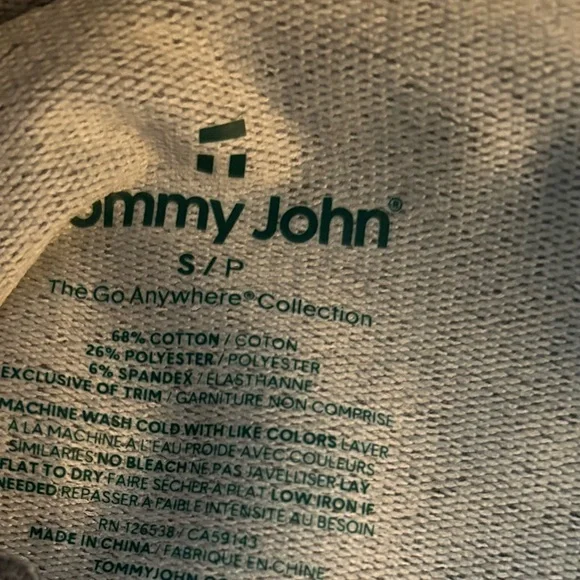 ommy John®
S / P
The Go Anywhere® Collection
68% COTTON / COTON
26% POLYESTER / POLYESTER
6% SPANDEX / ÉLASTHANNE
EXCLUSIVE OF TRIM / GARNITURE NON COMPRISE
MACHINE WASH COLD WITH LIKE COLORS LAVER
À LA MACHINE À L'EAU FROIDE AVEC COULEURS
SIMILAIRES NO BLEACH NE PAS JAVELLISER LAY
FLAT TO DRY FAIRE SÉCHER À PLAT LOW IRON IF
NEEDED REPASSER À FAIBLE INTENSITÉ AU BESOIN
RN-126538 / CA59143
MADE IN CHINA / FABRIQUÉ EN CHINE
TOMMYJOHN